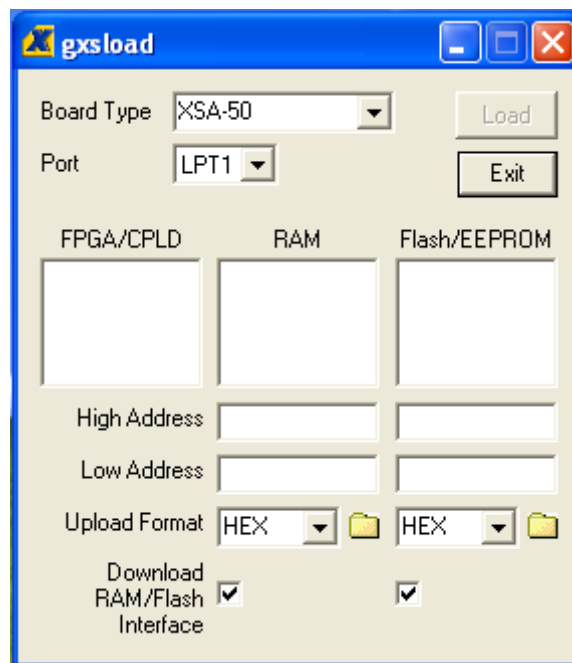 gxsload
Board Type XSA-50 Load
Port LPT1 Exit
FPGA/CPLD RAM Flash/EEPROM
High Address
Low Address
Upload Format HEX HEX
Download
RAM/Flash
Interface